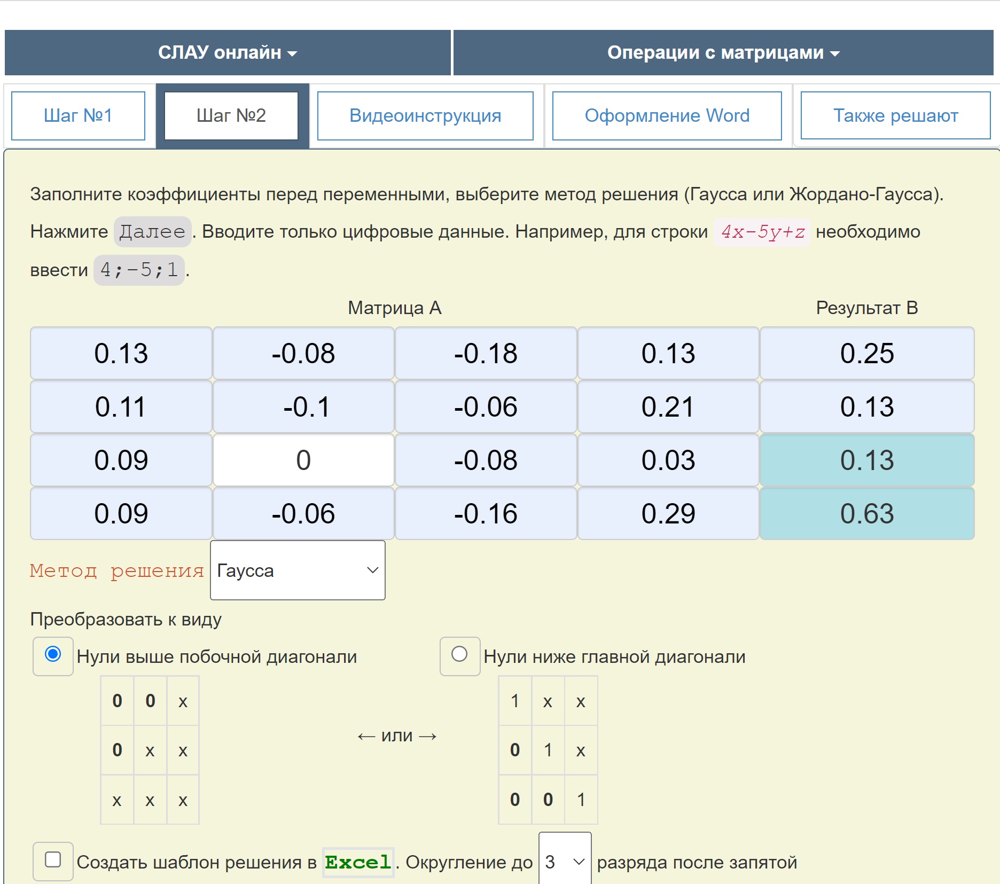 СЛАУ онлайн Операции с матрицами
Шаг №1 Шаг №2 Видеоинструкция Оформление Word Также решают
Заполните коэффициенты перед переменными, выберите метод решения (Гаусса или Жордано-Гаусса).
Нажмите Далее. Вводите только цифровые данные. Например, для строки 4x-5y+z необходимо
ввести 4;-5;1.
Матрица A Результат B
0.13 -0.08 -0.18 0.13 0.25
0.11 -0.1 -0.06 0.21 0.13
0.09 0 -0.08 0.03 0.13
0.09 -0.06 -0.16 0.29 0.63
Метод решения Гаусса
Преобразовать к виду
Нули выше побочной диагонали Нули ниже главной диагонали
0 0 x 1 x x
← или →
0 x x 0 1 x
x x x 0 0 1
Создать шаблон решения в Excel. Округление до 3 разряда после запятой